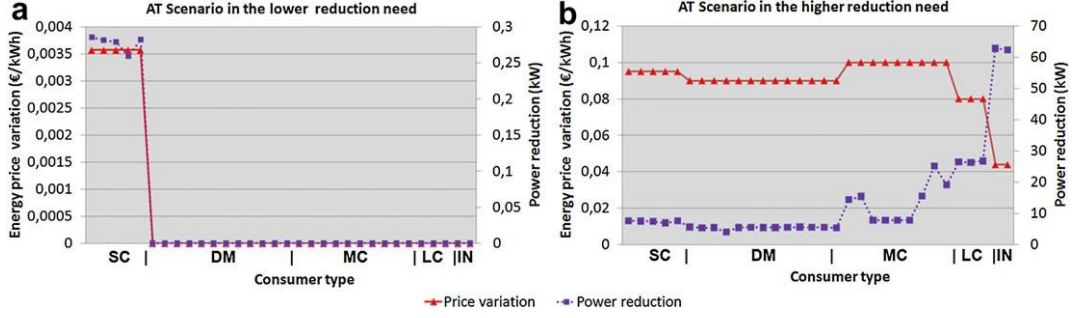 a
AT Scenario in the lower reduction need
Energy price variation (€/kWh)
0,004
0,0035
0,003
0,0025
0,002
0,0015
0,001
0,0005
0
0,3
0,25
0,2
0,15
0,1
0,05
0
Power reduction (kW)
SC | DM | MC | LC |IN
Consumer type
b
AT Scenario in the higher reduction need
Energy price variation (€/kWh)
0,12
0,1
0,08
0,06
0,04
0,02
0
70
60
50
40
30
20
10
0
Power reduction (kW)
SC | DM | MC | LC |IN
Consumer type
Price variation Power reduction